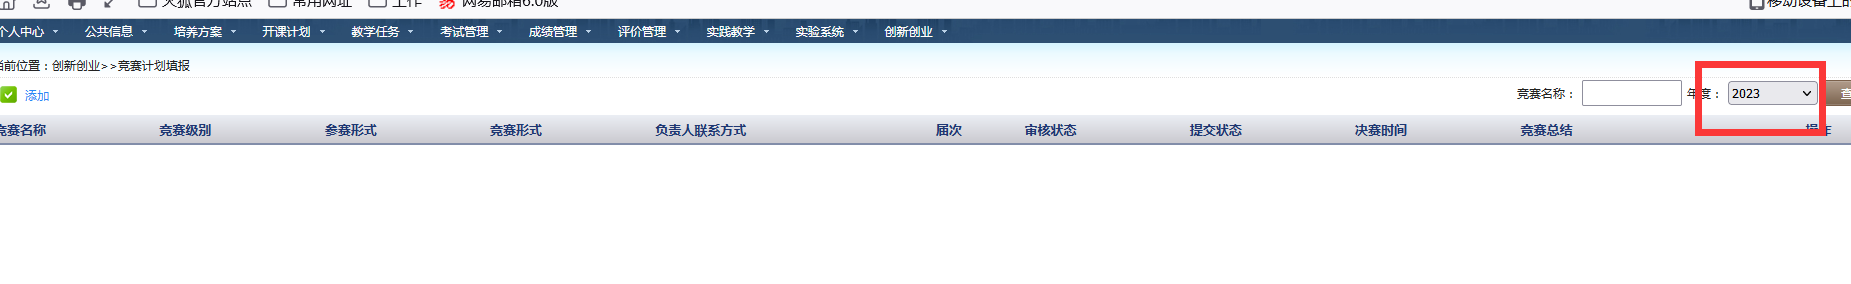 火狐官方站点 常用网址 工作 网易邮箱6.0版 移动设备上的
个人中心 公共信息 培养方案 开课计划 教学任务 考试管理 成绩管理 评价管理 实践教学 实验系统 创新创业
当前位置：创新创业>>竞赛计划填报
添加 竞赛名称： 年度： 2023 查
竞赛名称 竞赛级别 参赛形式 竞赛形式 负责人联系方式 届次 审核状态 提交状态 决赛时间 竞赛总结 操作